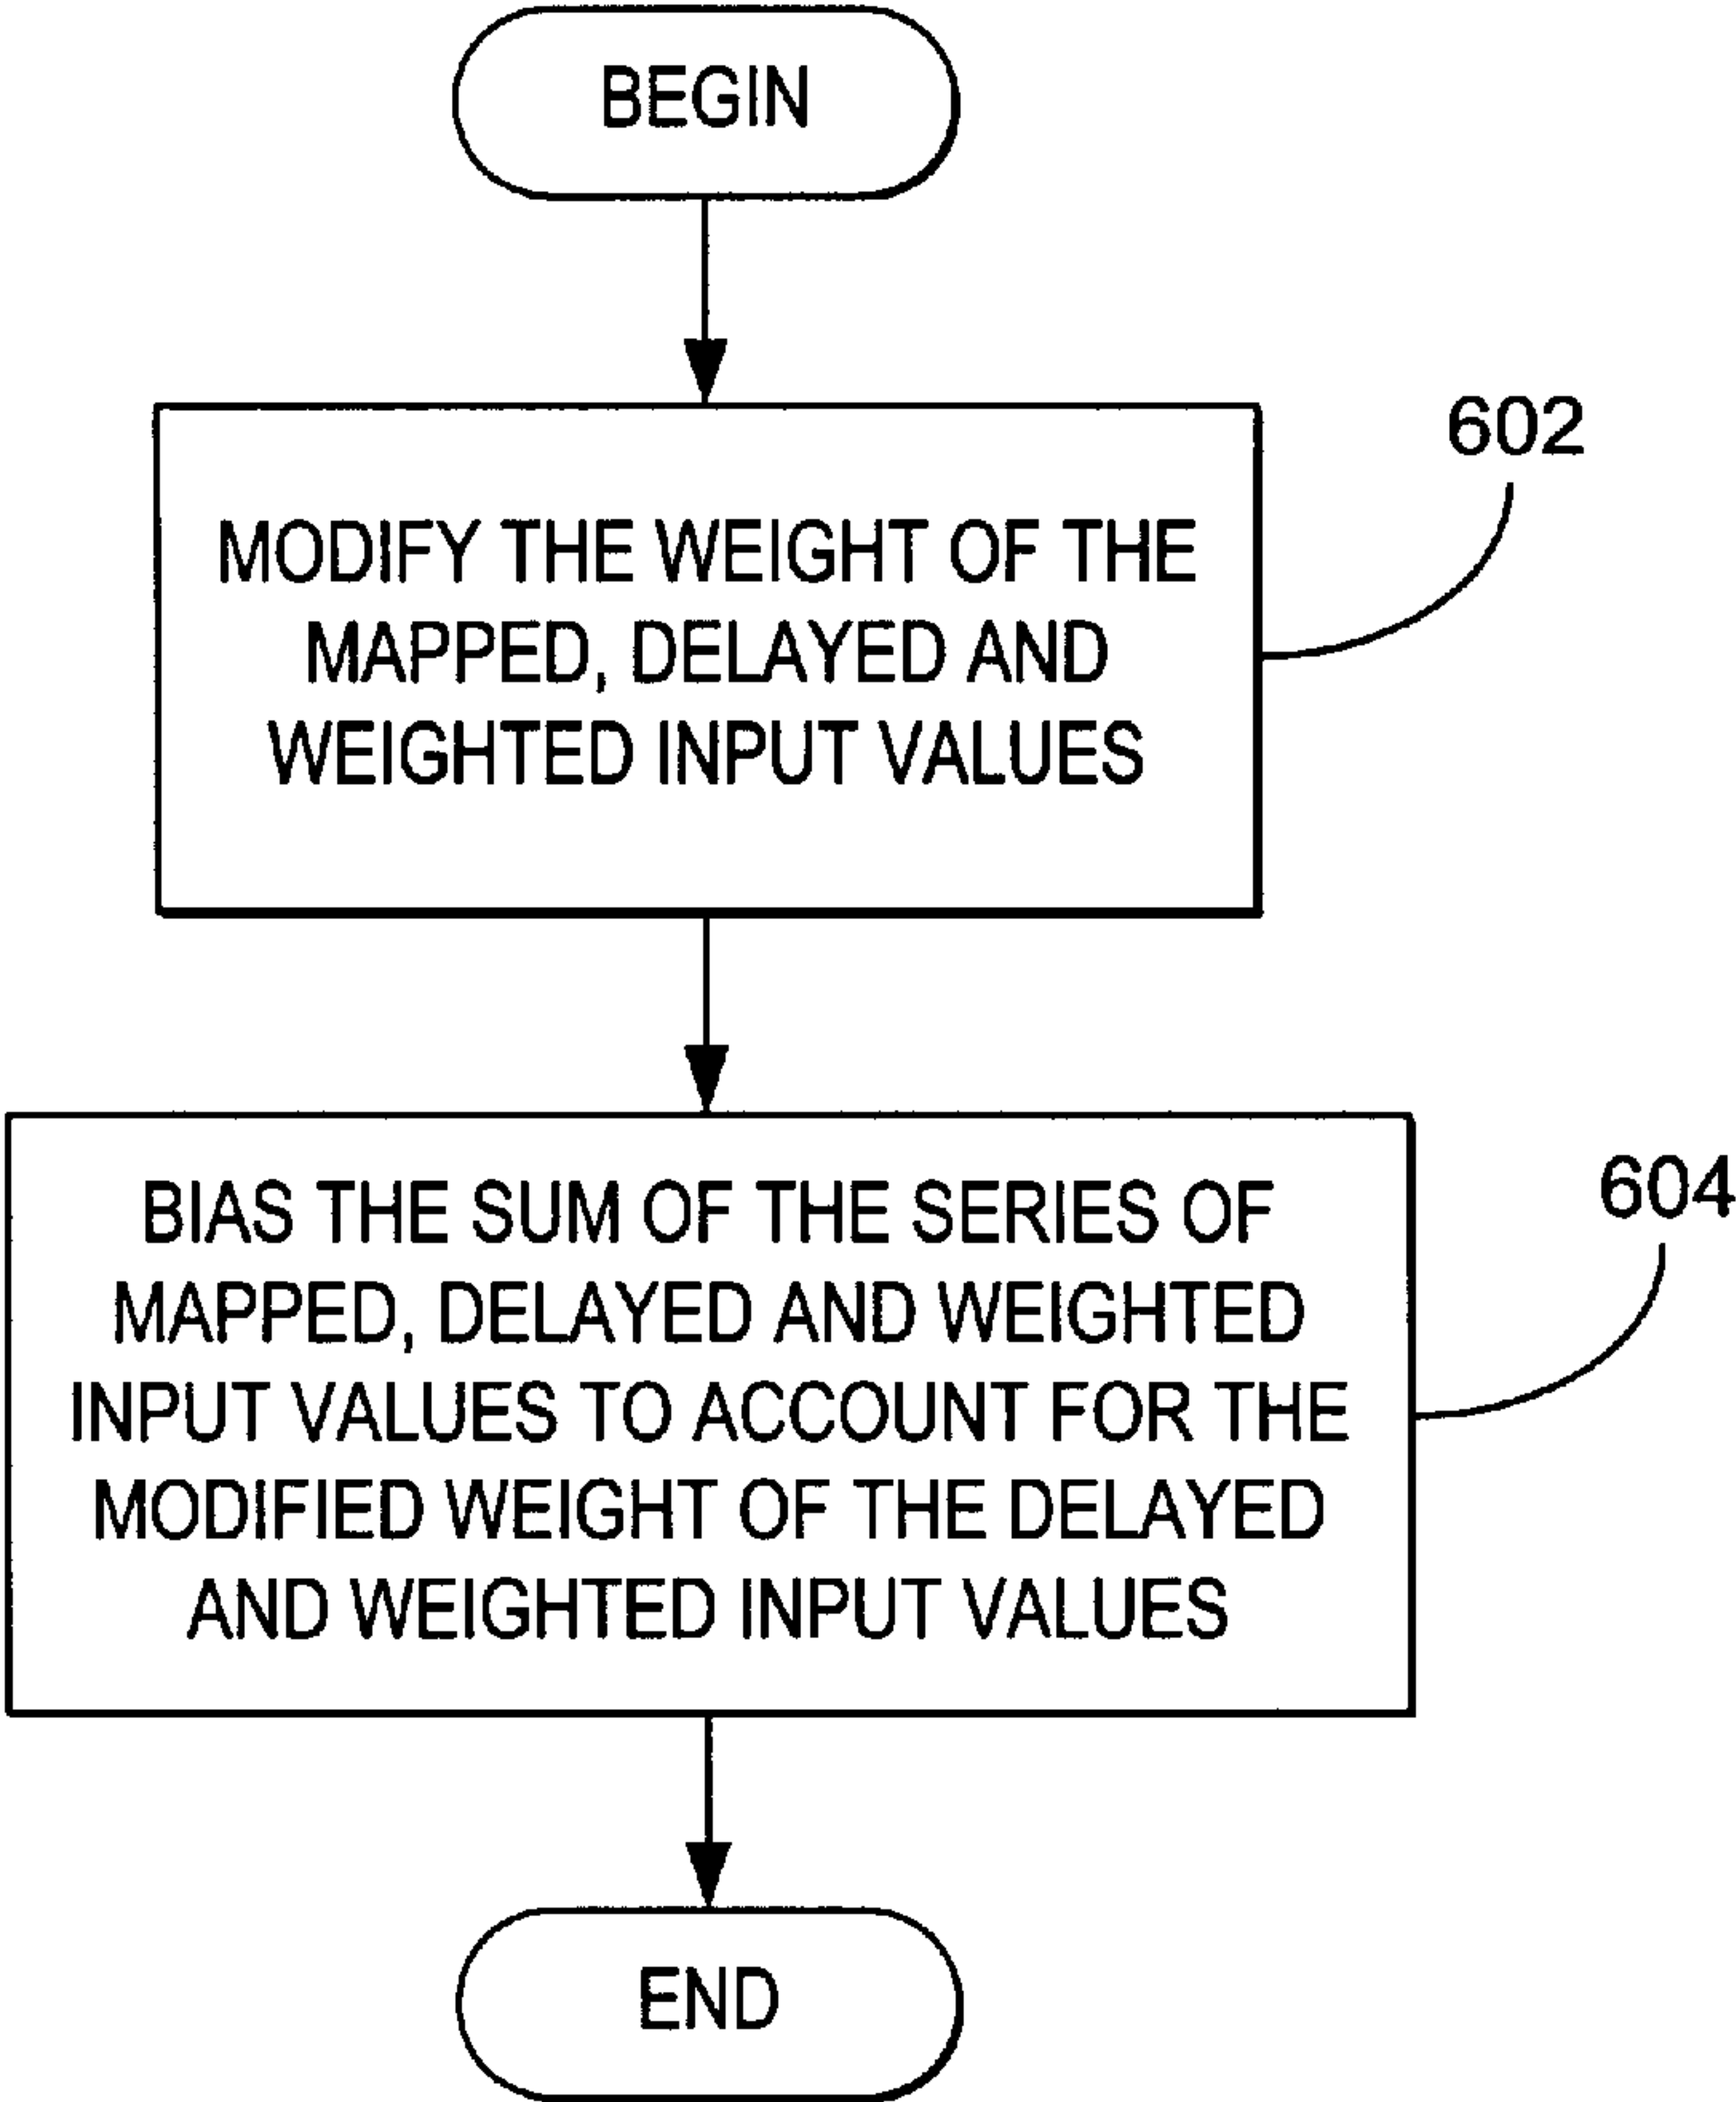 BEGIN
602
MODIFY THE WEIGHT OF THE
MAPPED, DELAYED AND
WEIGHTED INPUT VALUES
604
BIAS THE SUM OF THE SERIES OF
MAPPED, DELAYED AND WEIGHTED
INPUT VALUES TO ACCOUNT FOR THE
MODIFIED WEIGHT OF THE DELAYED
AND WEIGHTED INPUT VALUES
END